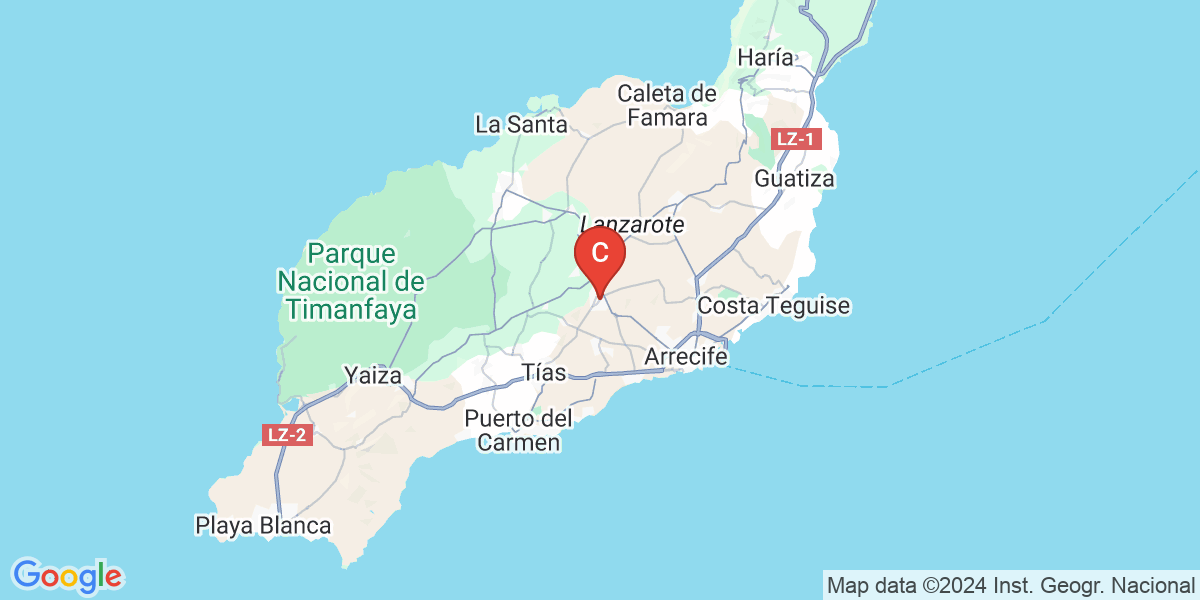 Haría
Caleta de
Famara
La Santa
LZ-1
Guatiza
Lanzarote
C
Parque
Nacional de
Timanfaya
Costa Teguise
Arrecife
Yaiza
Tías
Puerto del
Carmen
LZ-2
Playa Blanca
Google
Map data ©2024 Inst. Geogr. Nacional